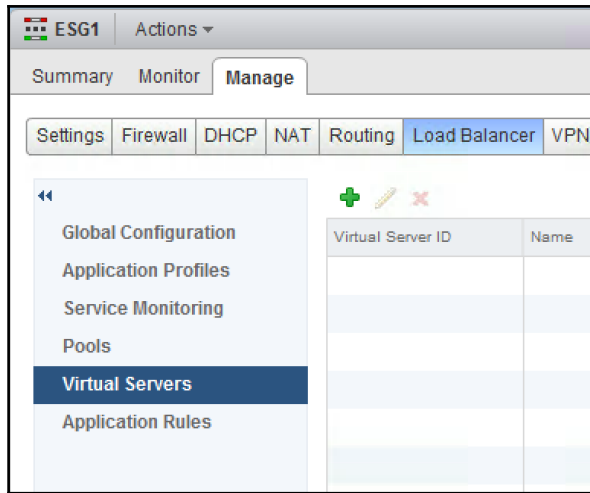 ESG1 Actions
Summary Monitor Manage
Settings Firewall DHCP NAT Routing Load Balancer VPN
Global Configuration
Application Profiles
Service Monitoring
Pools
Virtual Servers
Application Rules
Virtual Server ID Name